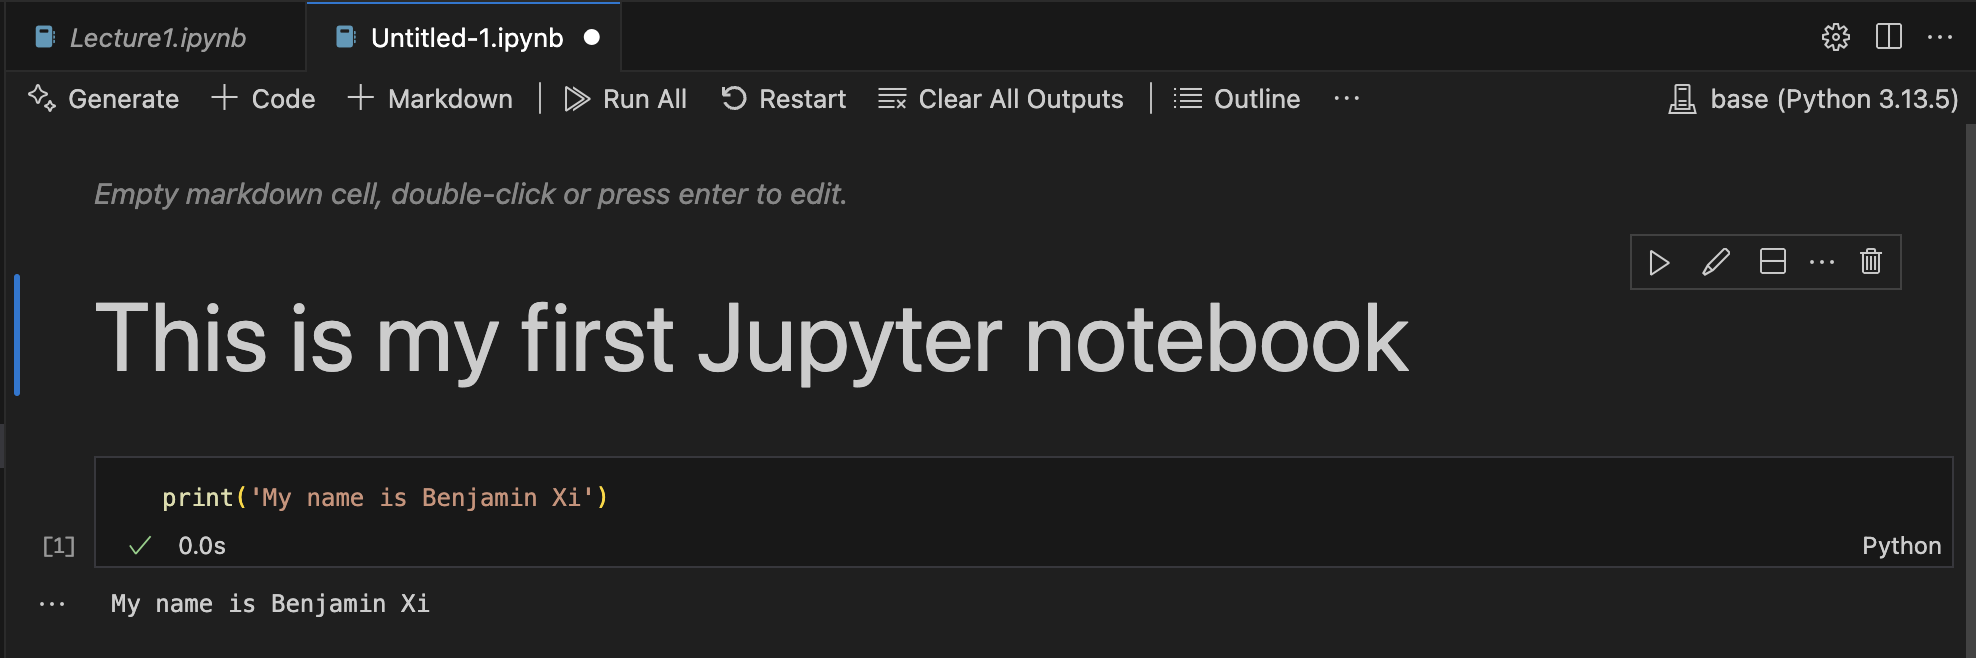 Lecture1.ipynb
Untitled-1.ipynb
Generate
Code
Markdown
Run All
Restart
Clear All Outputs
Outline
base (Python 3.13.5)
Empty markdown cell, double-click or press enter to edit.
This is my first Jupyter notebook
print('My name is Benjamin Xi')
[1]
0.0s
Python
My name is Benjamin Xi